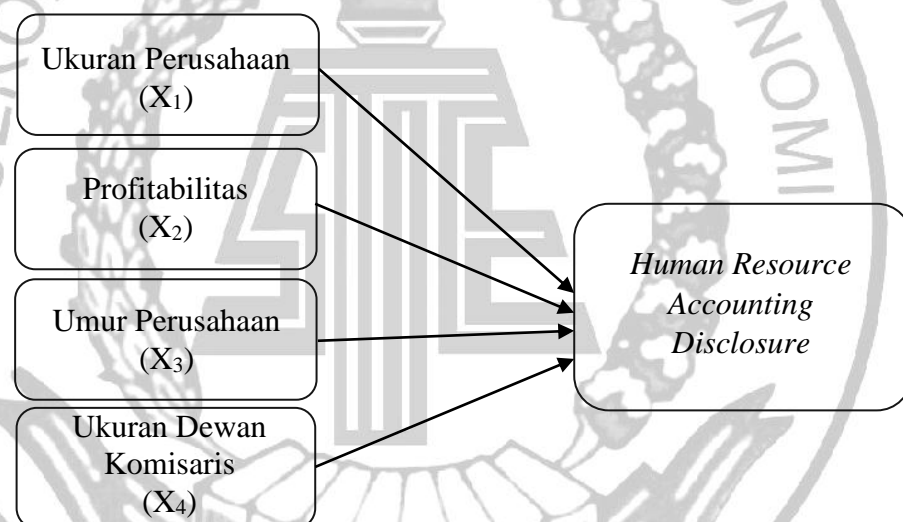 Ukuran Perusahaan
(X₁)
Profitabilitas
(X₂)
Umur Perusahaan
(X₃)
Ukuran Dewan
Komisaris
(X₄)
Human Resource
Accounting
Disclosure